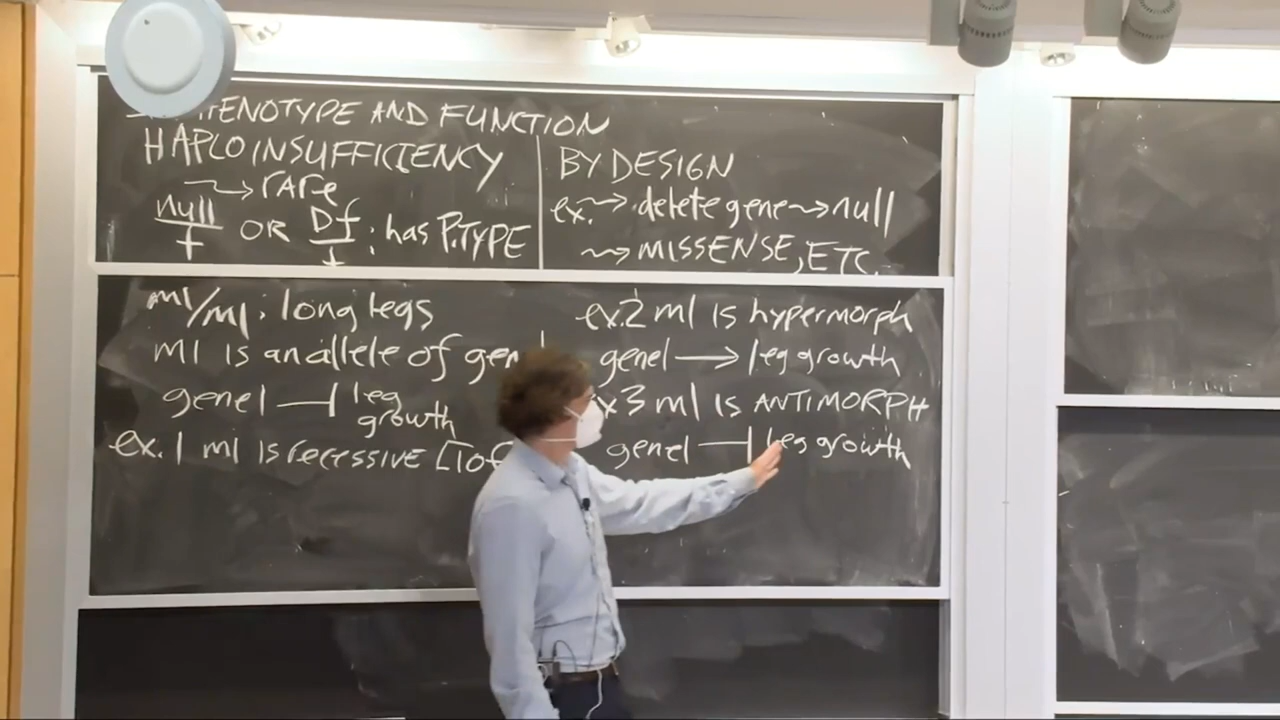 PHENOTYPE AND FUNCTION
HAPLOINSUFFICIENCY
⇝ rare
null/+ OR Df/+ : has P.TYPE
BY DESIGN
ex. ⇝ delete gene ⇝ null
⇝ MISSENSE, ETC.
m1/m1 : long legs
m1 is an allele of gene1
gene1 ⊣ leg growth
ex. 1 m1 is recessive [lof
ex. 2 m1 is hypermorph
gene1 → leg growth
ex 3 m1 is ANTIMORPH
gene1 ⊣ leg growth